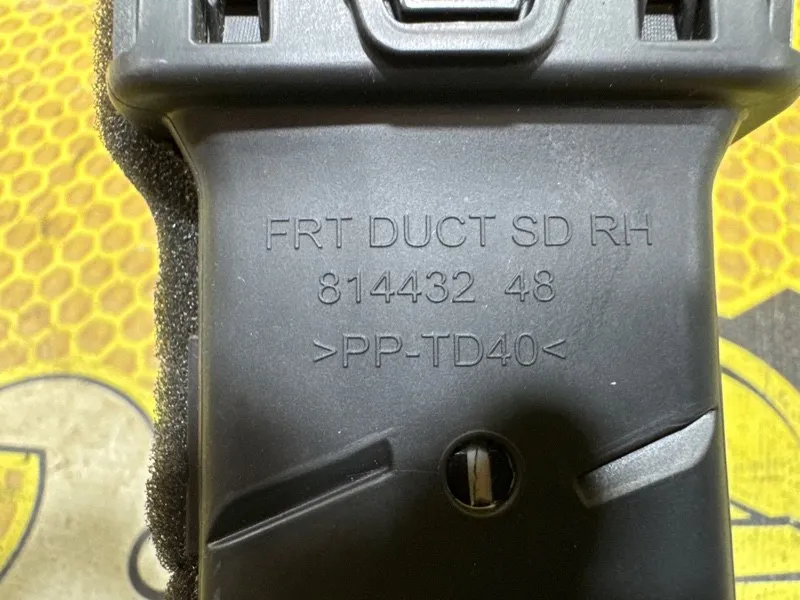 FRT DUCT SD RH
814432 48
>PP-TD40<